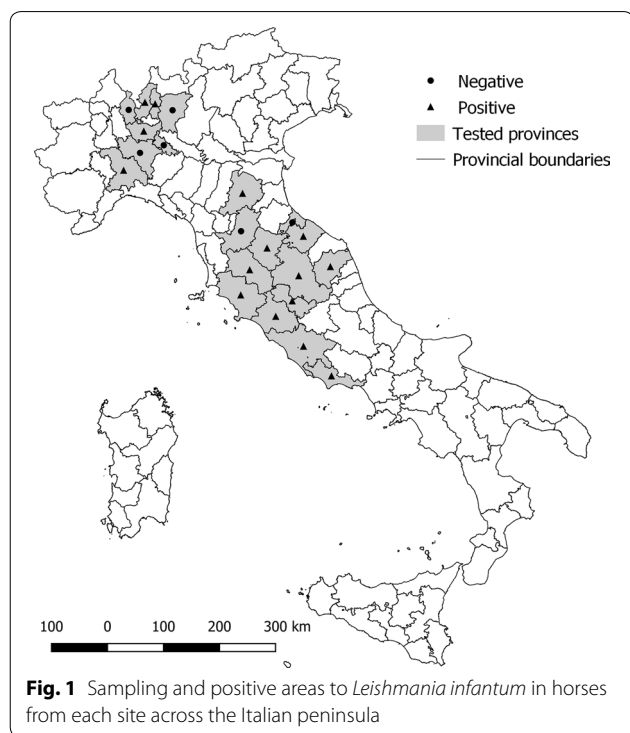 Negative
Positive
Tested provinces
Provincial boundaries
100 0 100 200 300 km
Fig. 1 Sampling and positive areas to Leishmania infantum in horses
from each site across the Italian peninsula